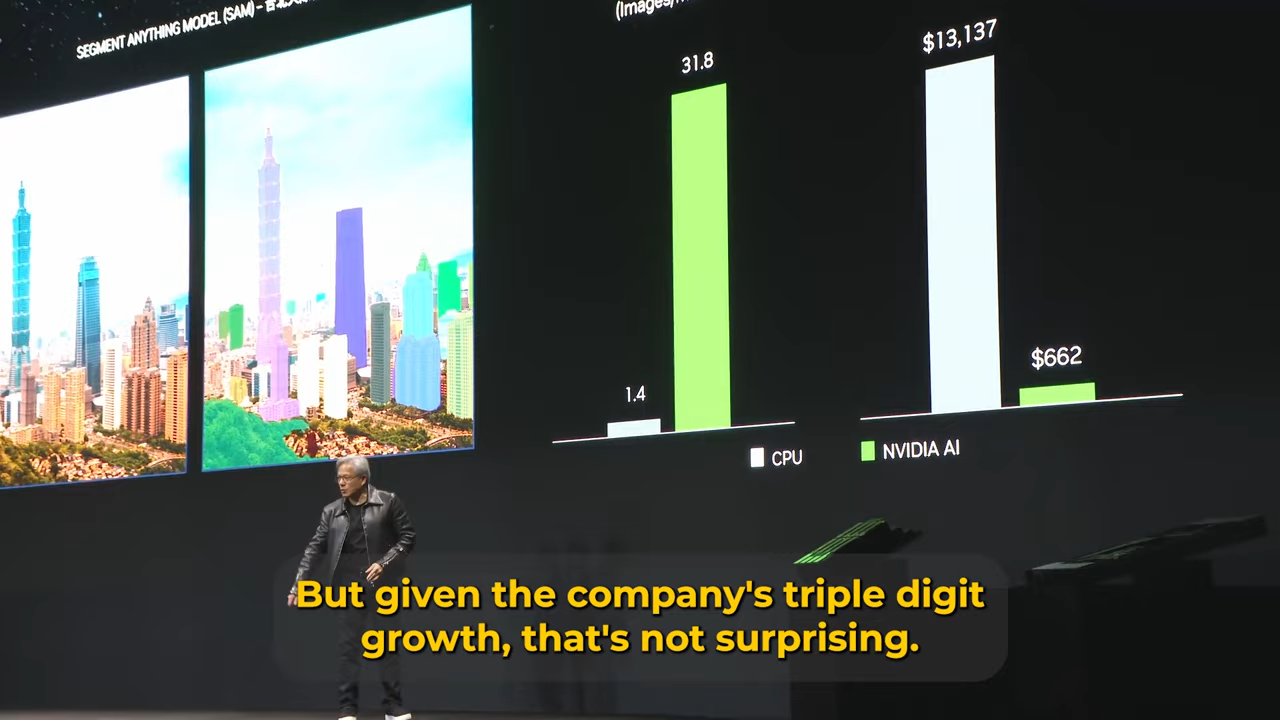 SEGMENT ANYTHING MODEL (SAM) -
(Images/
31.8
$13,137
1.4
$662
CPU
NVIDIA AI
But given the company's triple digit
growth, that's not surprising.